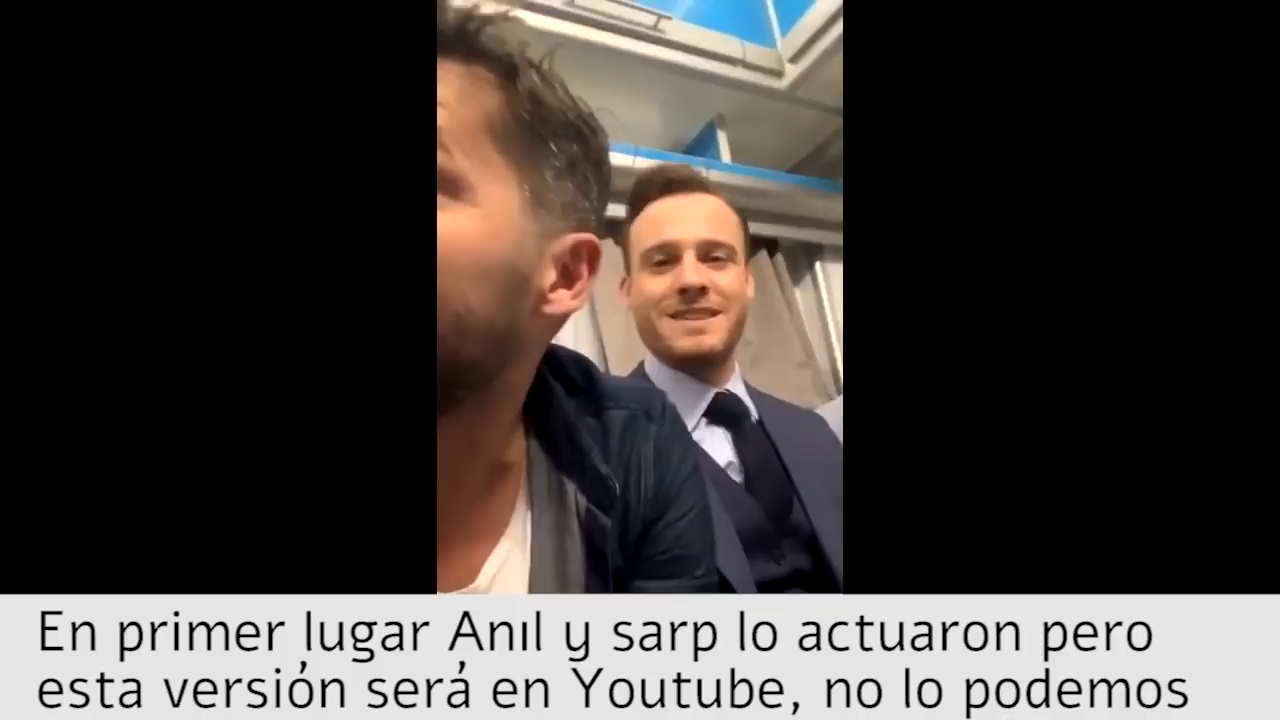 En primer lugar Anıl y sarp lo actuaron pero
esta versión será en Youtube, no lo podemos